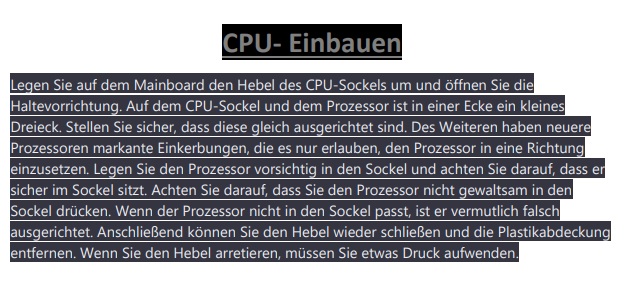 CPU- Einbauen
Legen Sie auf dem Mainboard den Hebel des CPU-Sockels um und öffnen Sie die
Haltevorrichtung. Auf dem CPU-Sockel und dem Prozessor ist in einer Ecke ein kleines
Dreieck. Stellen Sie sicher, dass diese gleich ausgerichtet sind. Des Weiteren haben neuere
Prozessoren markante Einkerbungen, die es nur erlauben, den Prozessor in eine Richtung
einzusetzen. Legen Sie den Prozessor vorsichtig in den Sockel und achten Sie darauf, dass er
sicher im Sockel sitzt. Achten Sie darauf, dass Sie den Prozessor nicht gewaltsam in den
Sockel drücken. Wenn der Prozessor nicht in den Sockel passt, ist er vermutlich falsch
ausgerichtet. Anschließend können Sie den Hebel wieder schließen und die Plastikabdeckung
entfernen. Wenn Sie den Hebel arretieren, müssen Sie etwas Druck aufwenden.